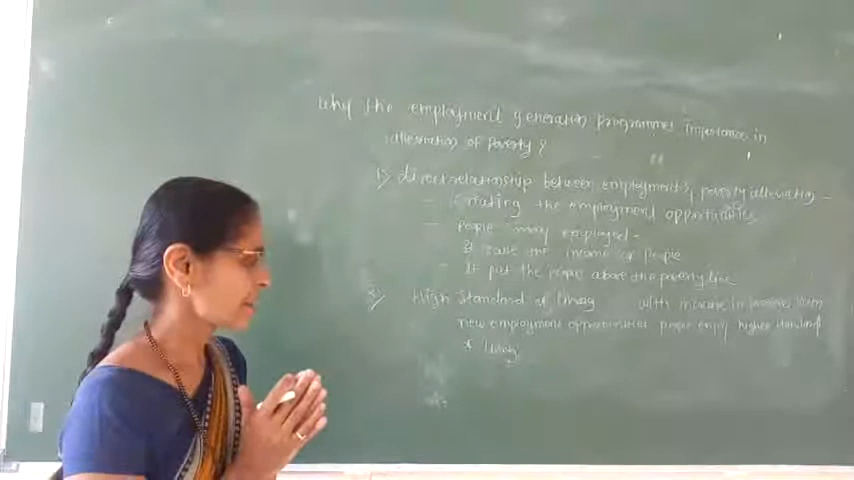 Why the employment generation programmes importance in
alleviation of poverty?
1) direct relationship between employment & poverty alleviation -
- Creating the employment opportunities
- People may employed -
It raise the income of people
- It put the people above the poverty line
2) High Standard of living with increase in income from
new employment opportunities people enjoy higher standard
of living